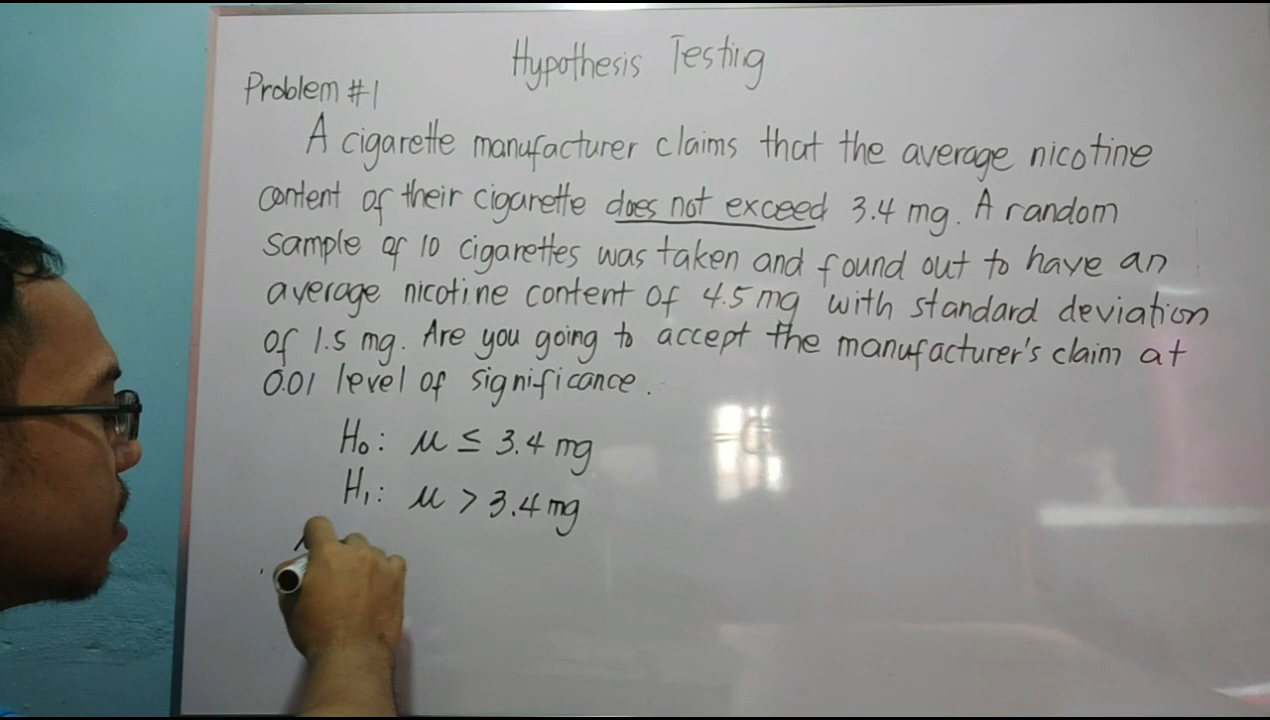 Hypothesis Testing
Problem #1
A cigarette manufacturer claims that the average nicotine
content of their cigarette does not exceed 3.4 mg. A random
sample of 10 cigarettes was taken and found out to have an
average nicotine content of 4.5 mg with standard deviation
of 1.5 mg. Are you going to accept the manufacturer's claim at
0.01 level of significance.
H₀: μ ≤ 3.4 mg
H₁: μ > 3.4 mg